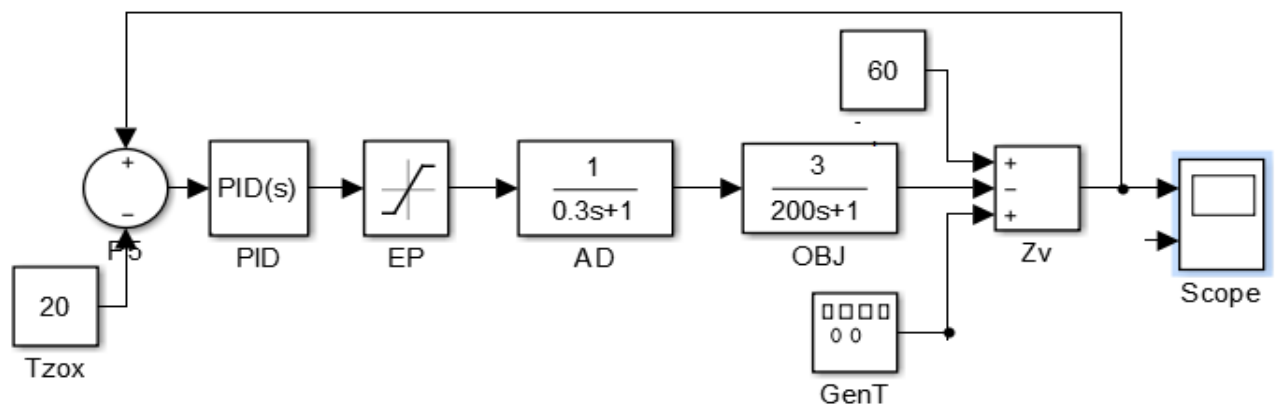 60
+
−
PID(s)
1
0.3s+1
3
200s+1
+
−
+
PID
EP
AD
OBJ
Zv
20
Tzox
0 0
GenT
Scope